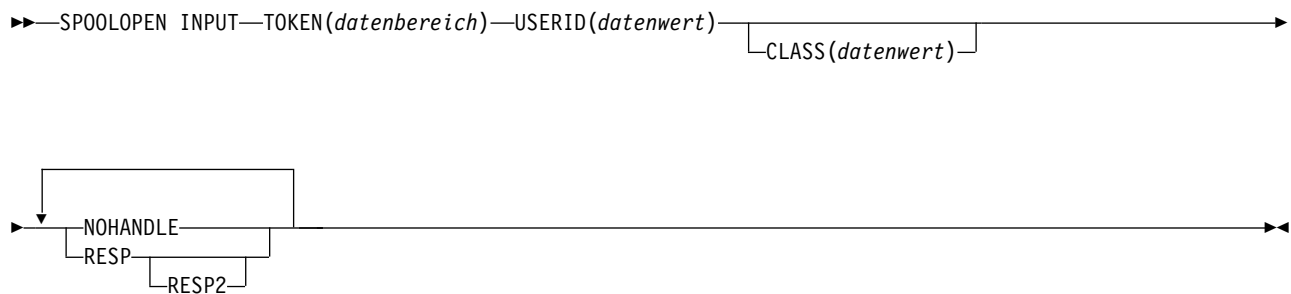 SPOOLOPEN INPUT TOKEN(datenbereich) USERID(datenwert)
CLASS(datenwert)
NOHANDLE
RESP
RESP2